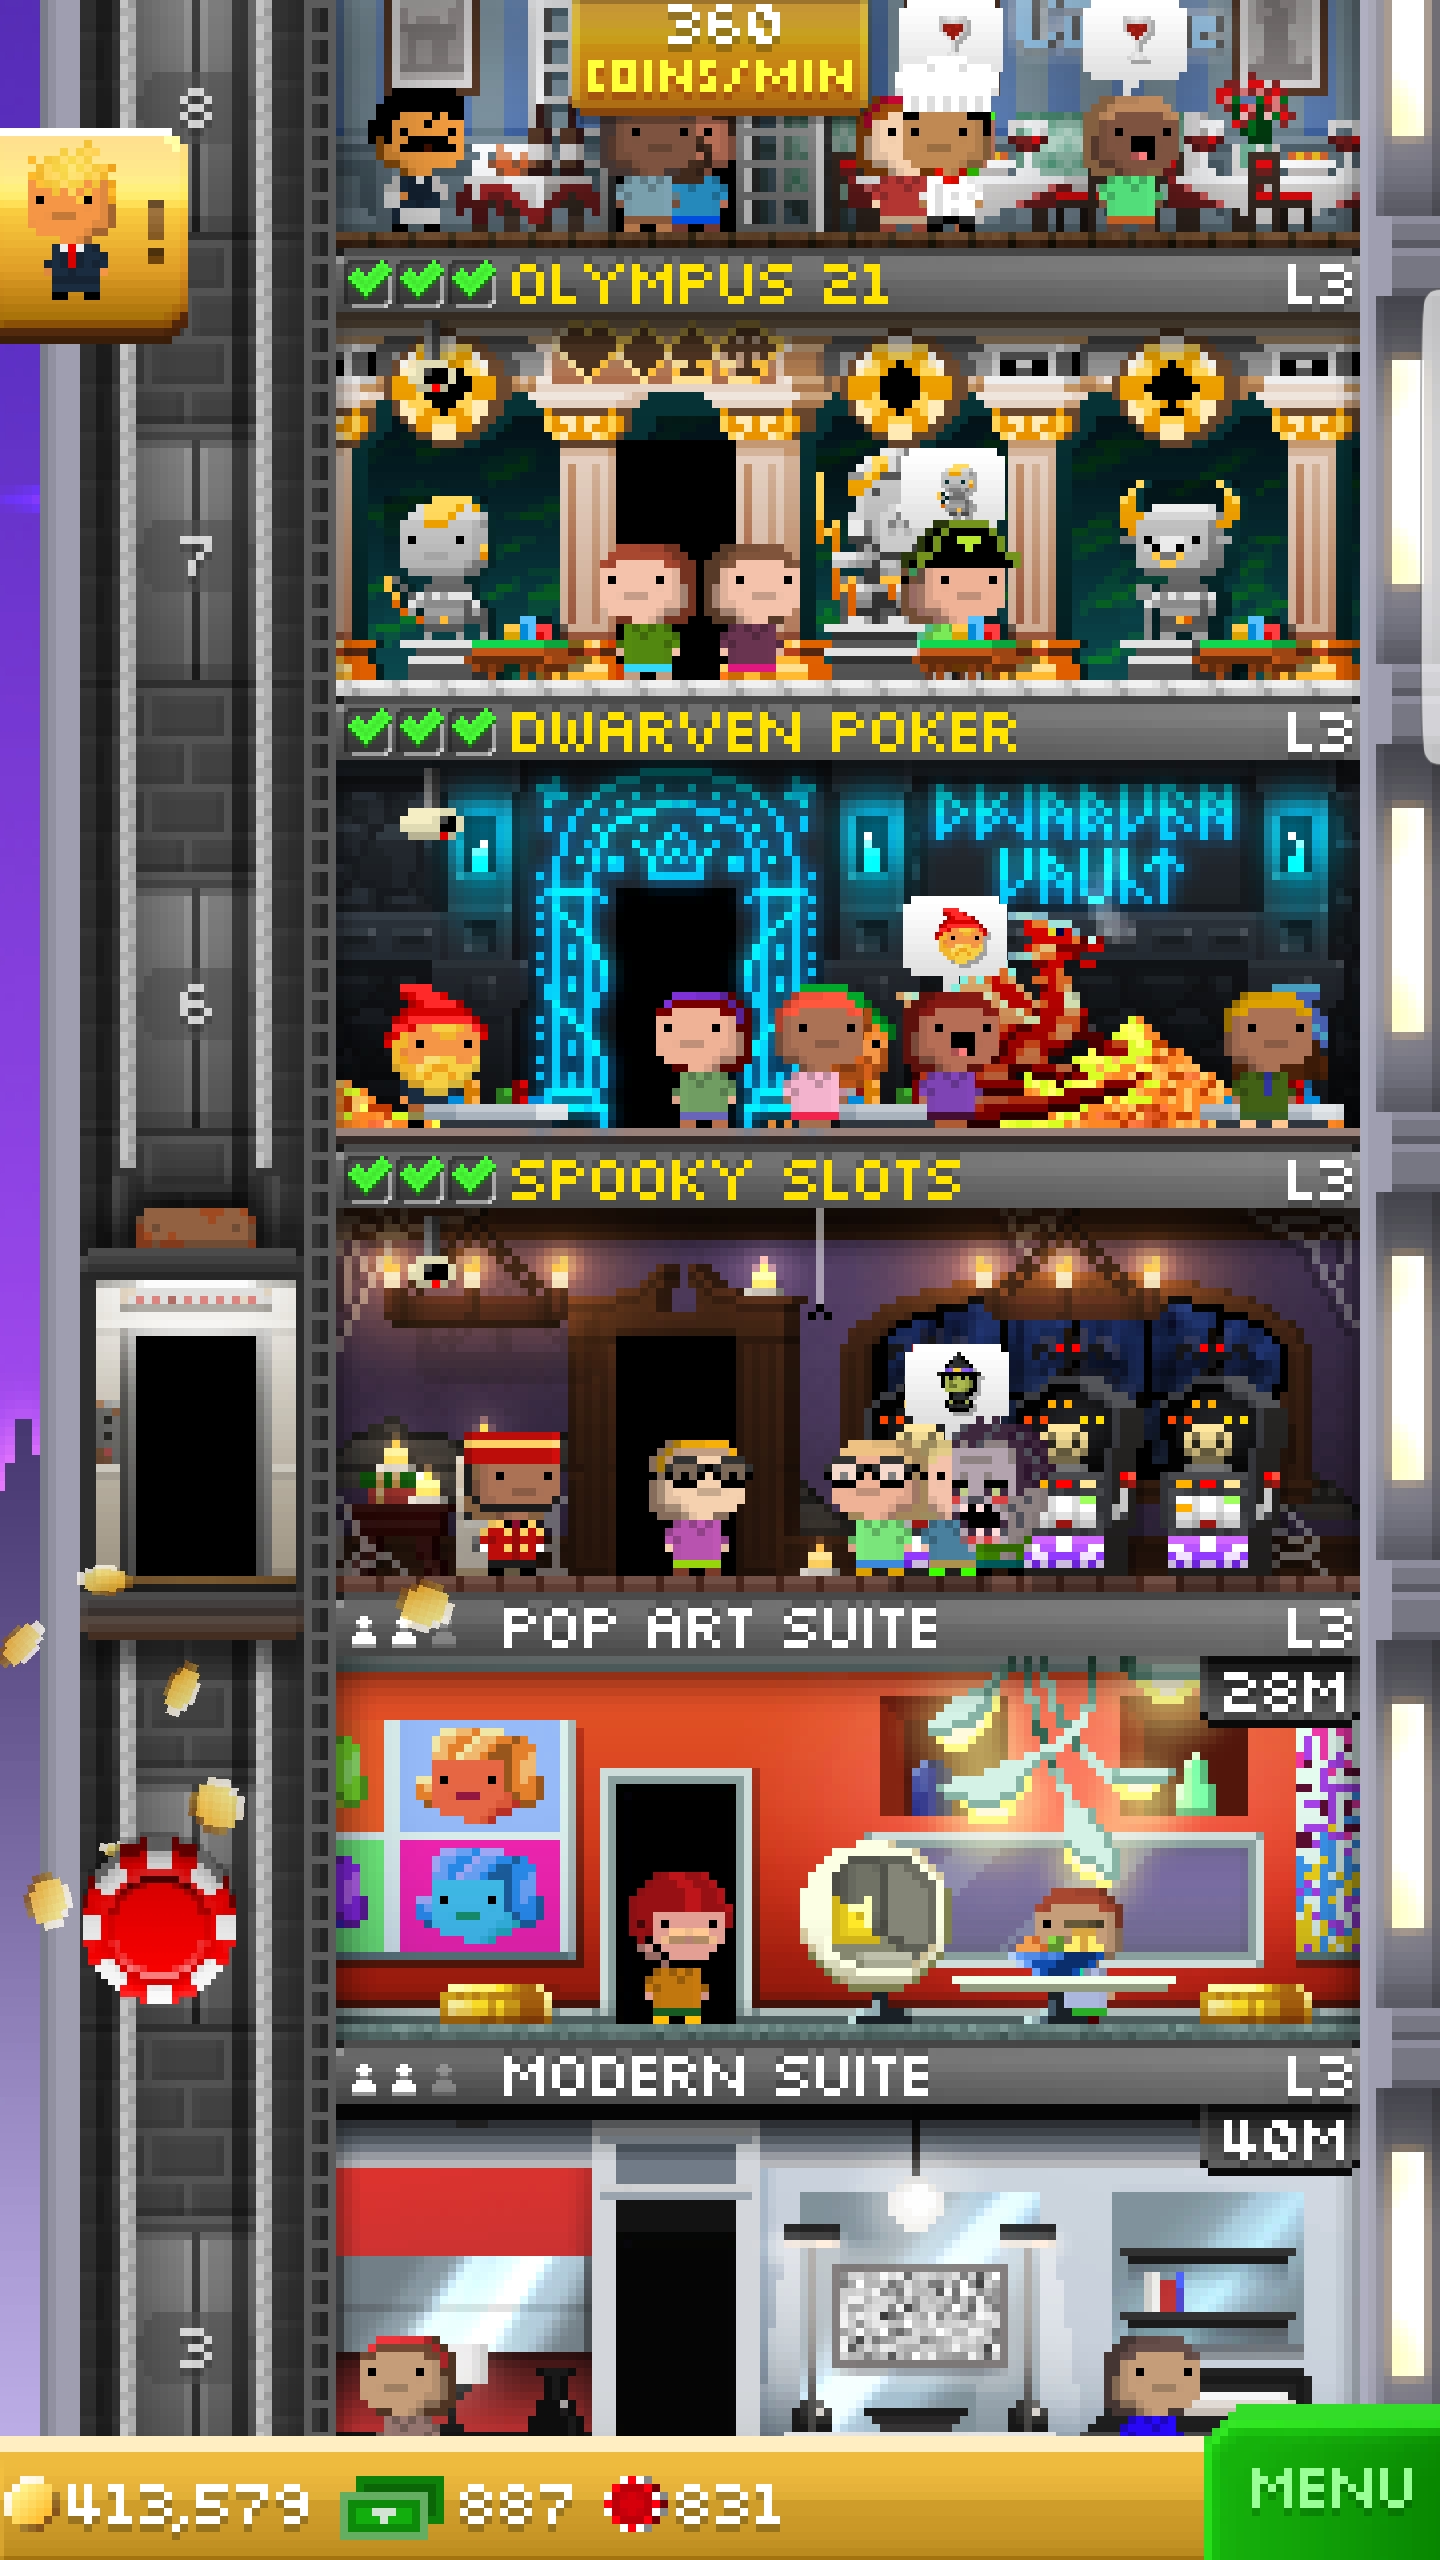 360
COINS/MIN
8
!
OLYMPUS 21 L3
7
DWARVEN POKER L3
DWARVEN
VAULT
6
SPOOKY SLOTS L3
POP ART SUITE L3
28M
MODERN SUITE L3
40M
3
413,579 887 831
MENU